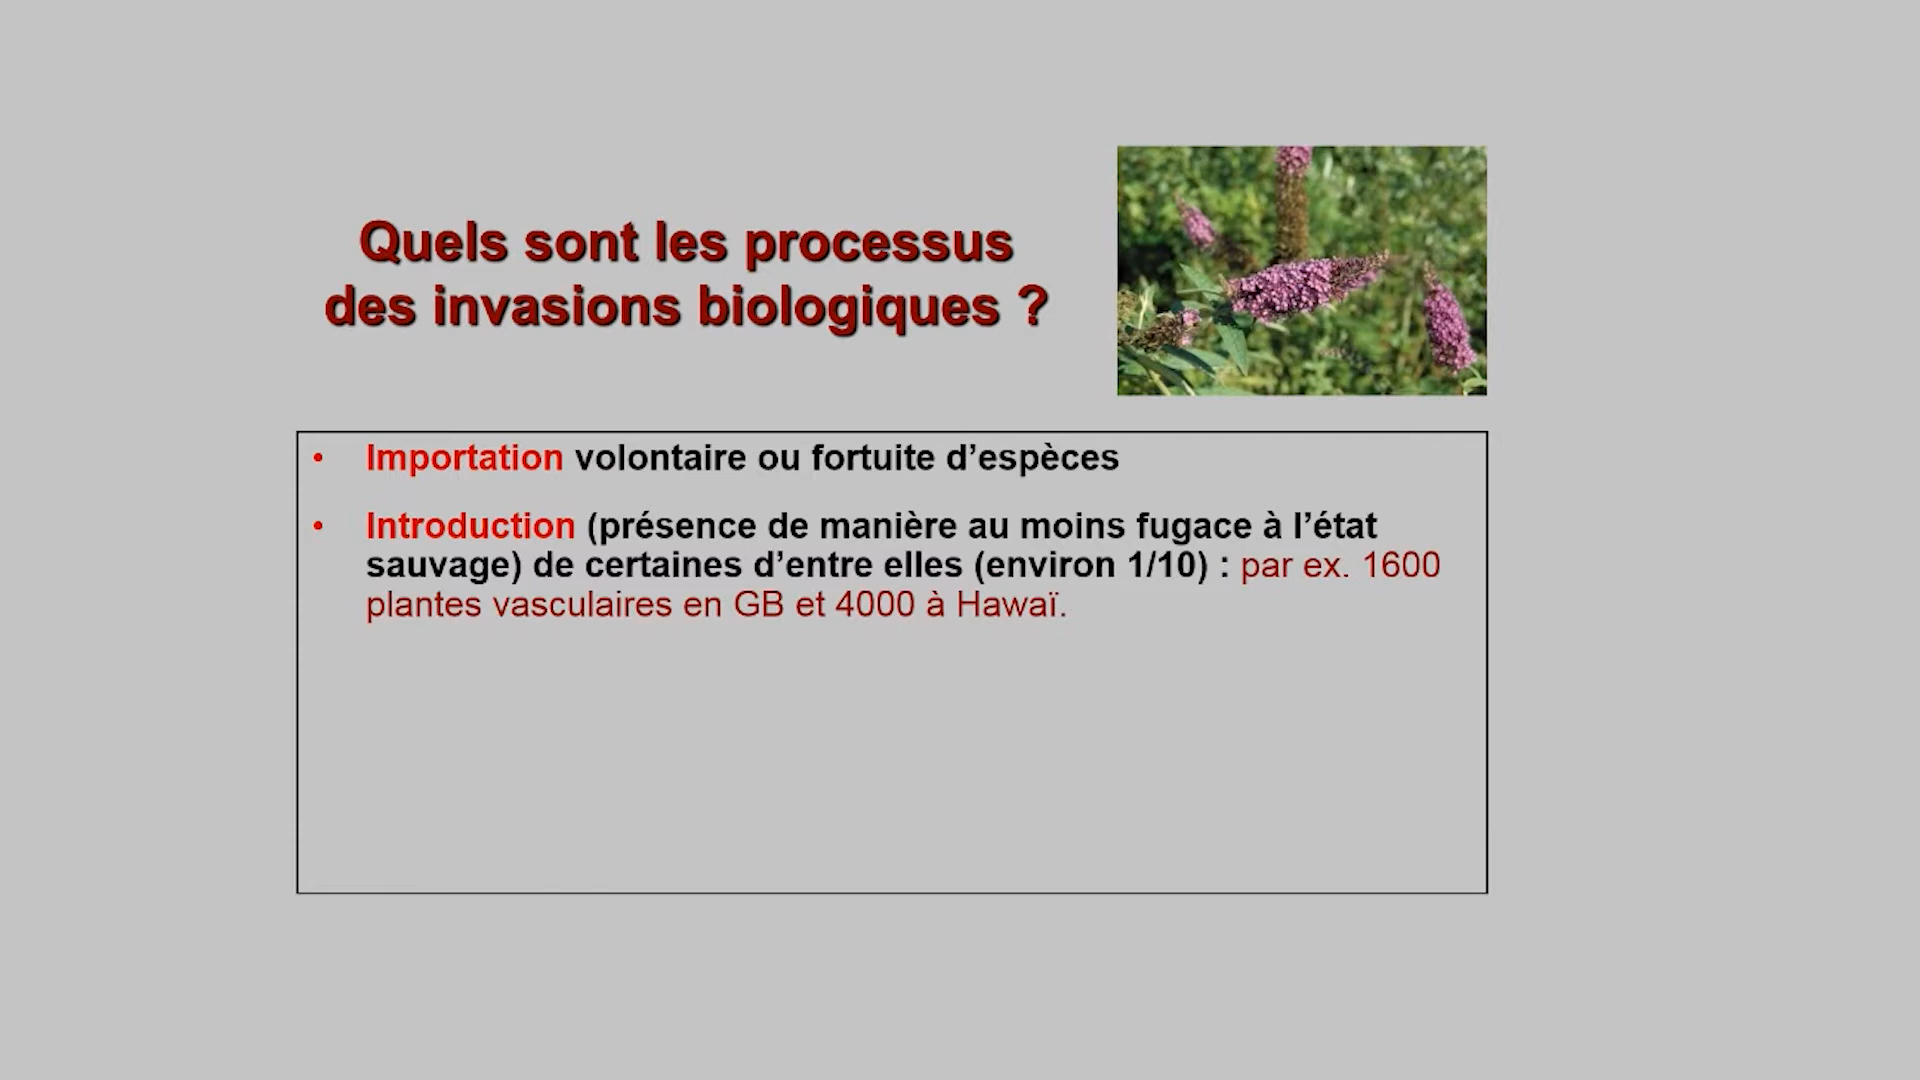 Quels sont les processus
des invasions biologiques ?
• Importation volontaire ou fortuite d’espèces
• Introduction (présence de manière au moins fugace à l’état
sauvage) de certaines d’entre elles (environ 1/10) : par ex. 1600
plantes vasculaires en GB et 4000 à Hawaï.